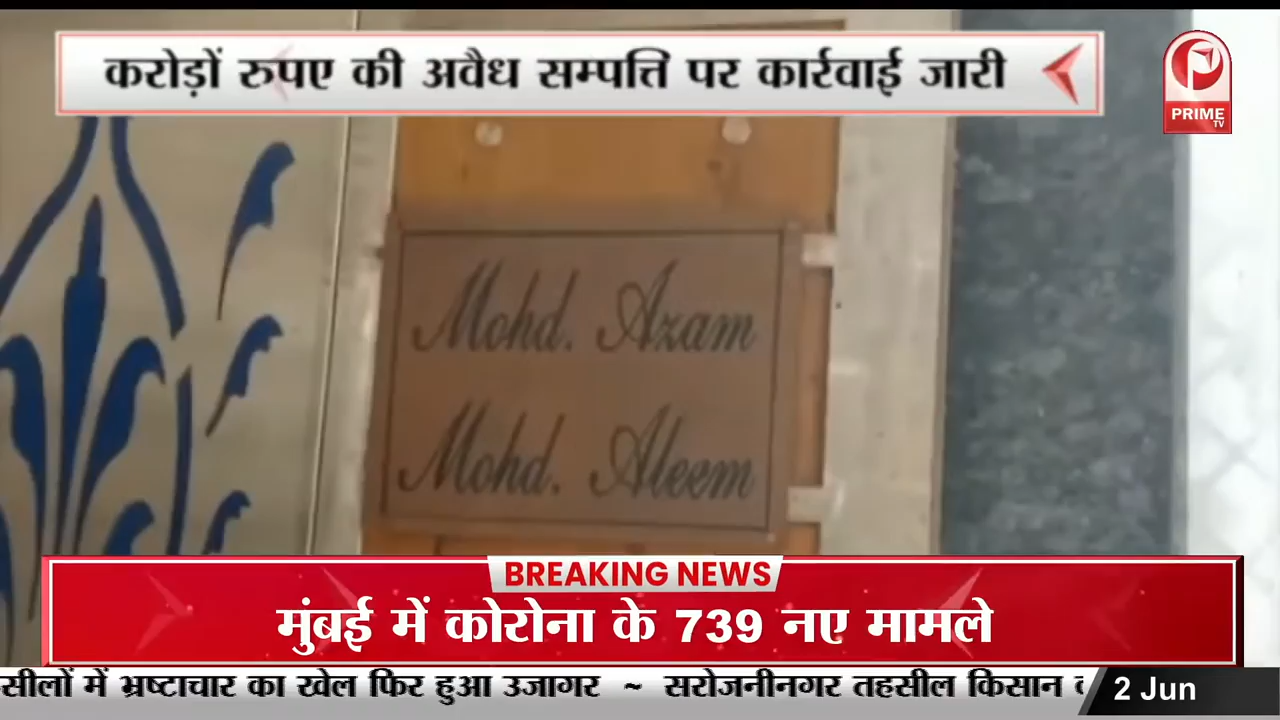 करोड़ों रुपए की अवैध सम्पत्ति पर कार्रवाई जारी
PRIME
TV
Mohd. Azam
Mohd. Aleem
BREAKING NEWS
मुंबई में कोरोना के 739 नए मामले
सीलों में भ्रष्टाचार का खेल फिर हुआ उजागर ~ सरोजनीनगर तहसील किसान
2 Jun